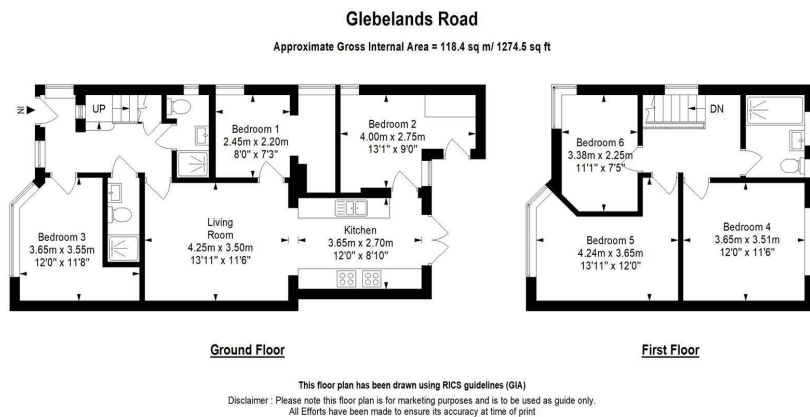 Glebelands Road
Approximate Gross Internal Area = 118.4 sq m/ 1274.5 sq ft
IN
UP
Bedroom 1
2.45m x 2.20m
8'0" x 7'3"
Bedroom 2
4.00m x 2.75m
13'1" x 9'0"
Bedroom 3
3.65m x 3.55m
12'0" x 11'8"
Living
Room
4.25m x 3.50m
13'11" x 11'6"
Kitchen
3.65m x 2.70m
12'0" x 8'10"
DN
Bedroom 6
3.38m x 2.25m
11'1" x 7'5"
Bedroom 5
4.24m x 3.65m
13'11" x 12'0"
Bedroom 4
3.65m x 3.51m
12'0" x 11'6"
Ground Floor
First Floor
This floor plan has been drawn using RICS guidelines (GIA)
Disclaimer : Please note this floor plan is for marketing purposes and is to be used as guide only.
All Efforts have been made to ensure its accuracy at time of print